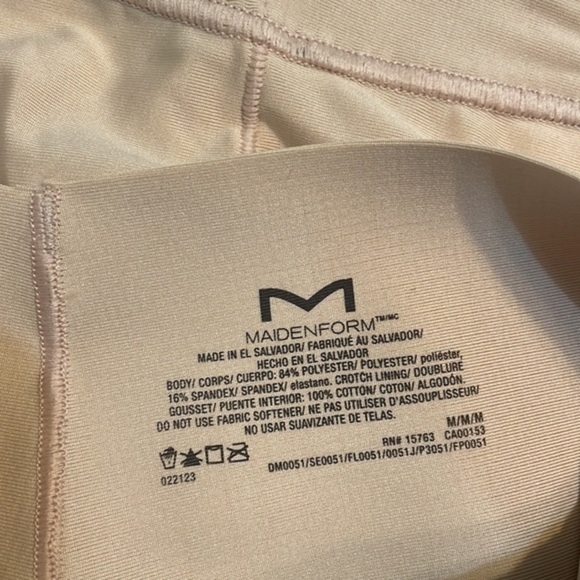 M
MAIDENFORM™/MC
MADE IN EL SALVADOR/ FABRIQUÉ AU SALVADOR/
HECHO EN EL SALVADOR
BODY/ CORPS/ CUERPO: 84% POLYESTER/ POLYESTER/ poliéster,
16% SPANDEX/ SPANDEX/ elastano. CROTCH LINING/ DOUBLURE
GOUSSET/ PUENTE INTERIOR: 100% COTTON/ COTON/ ALGODÓN.
DO NOT USE FABRIC SOFTENER/ NE PAS UTILISER D'ASSOUPLISSEUR/
NO USAR SUAVIZANTE DE TELAS.
M/M/M
RN# 15763 CA00153
022123
DM0051/SE0051/FL0051/0051J/P3051/FP0051